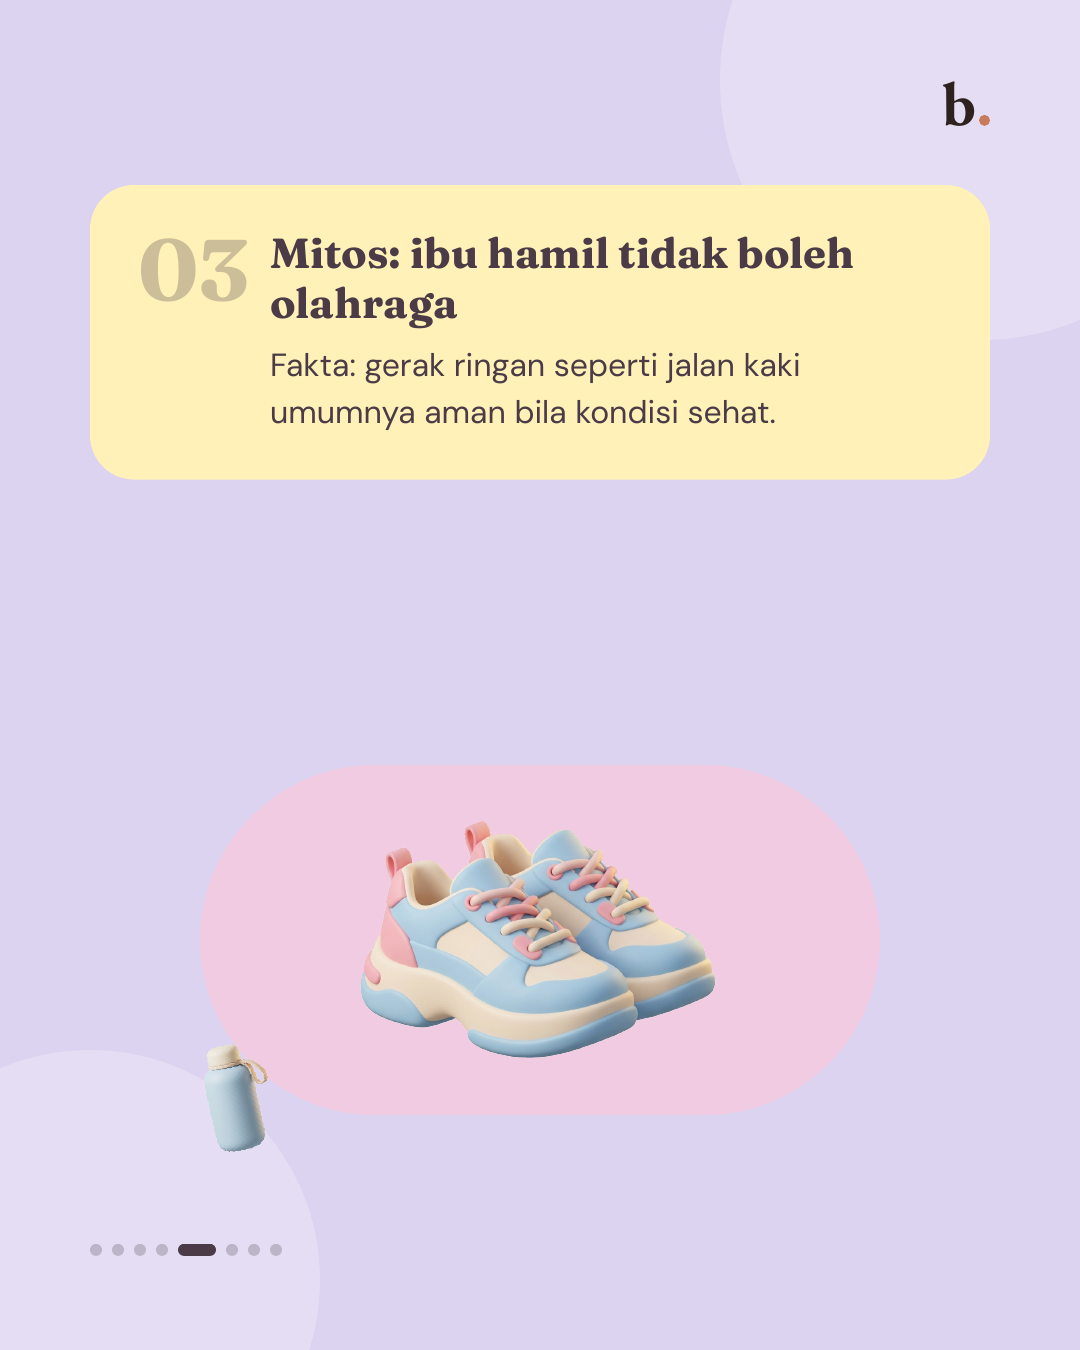 b.
03
Mitos: ibu hamil tidak boleh
olahraga
Fakta: gerak ringan seperti jalan kaki
umumnya aman bila kondisi sehat.